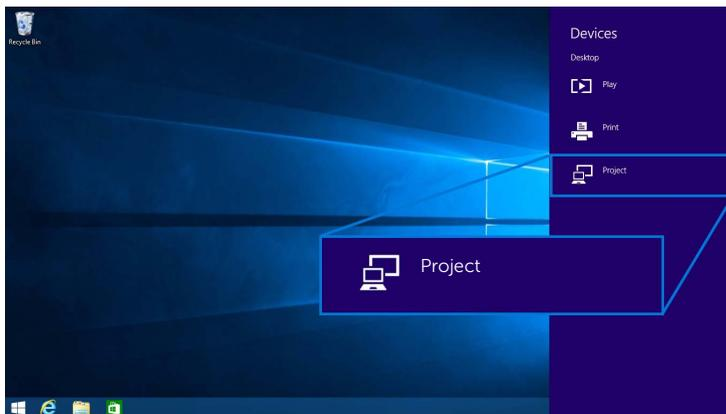 Recycle Bin
Devices
Desktop
Play
Print
Project
Project